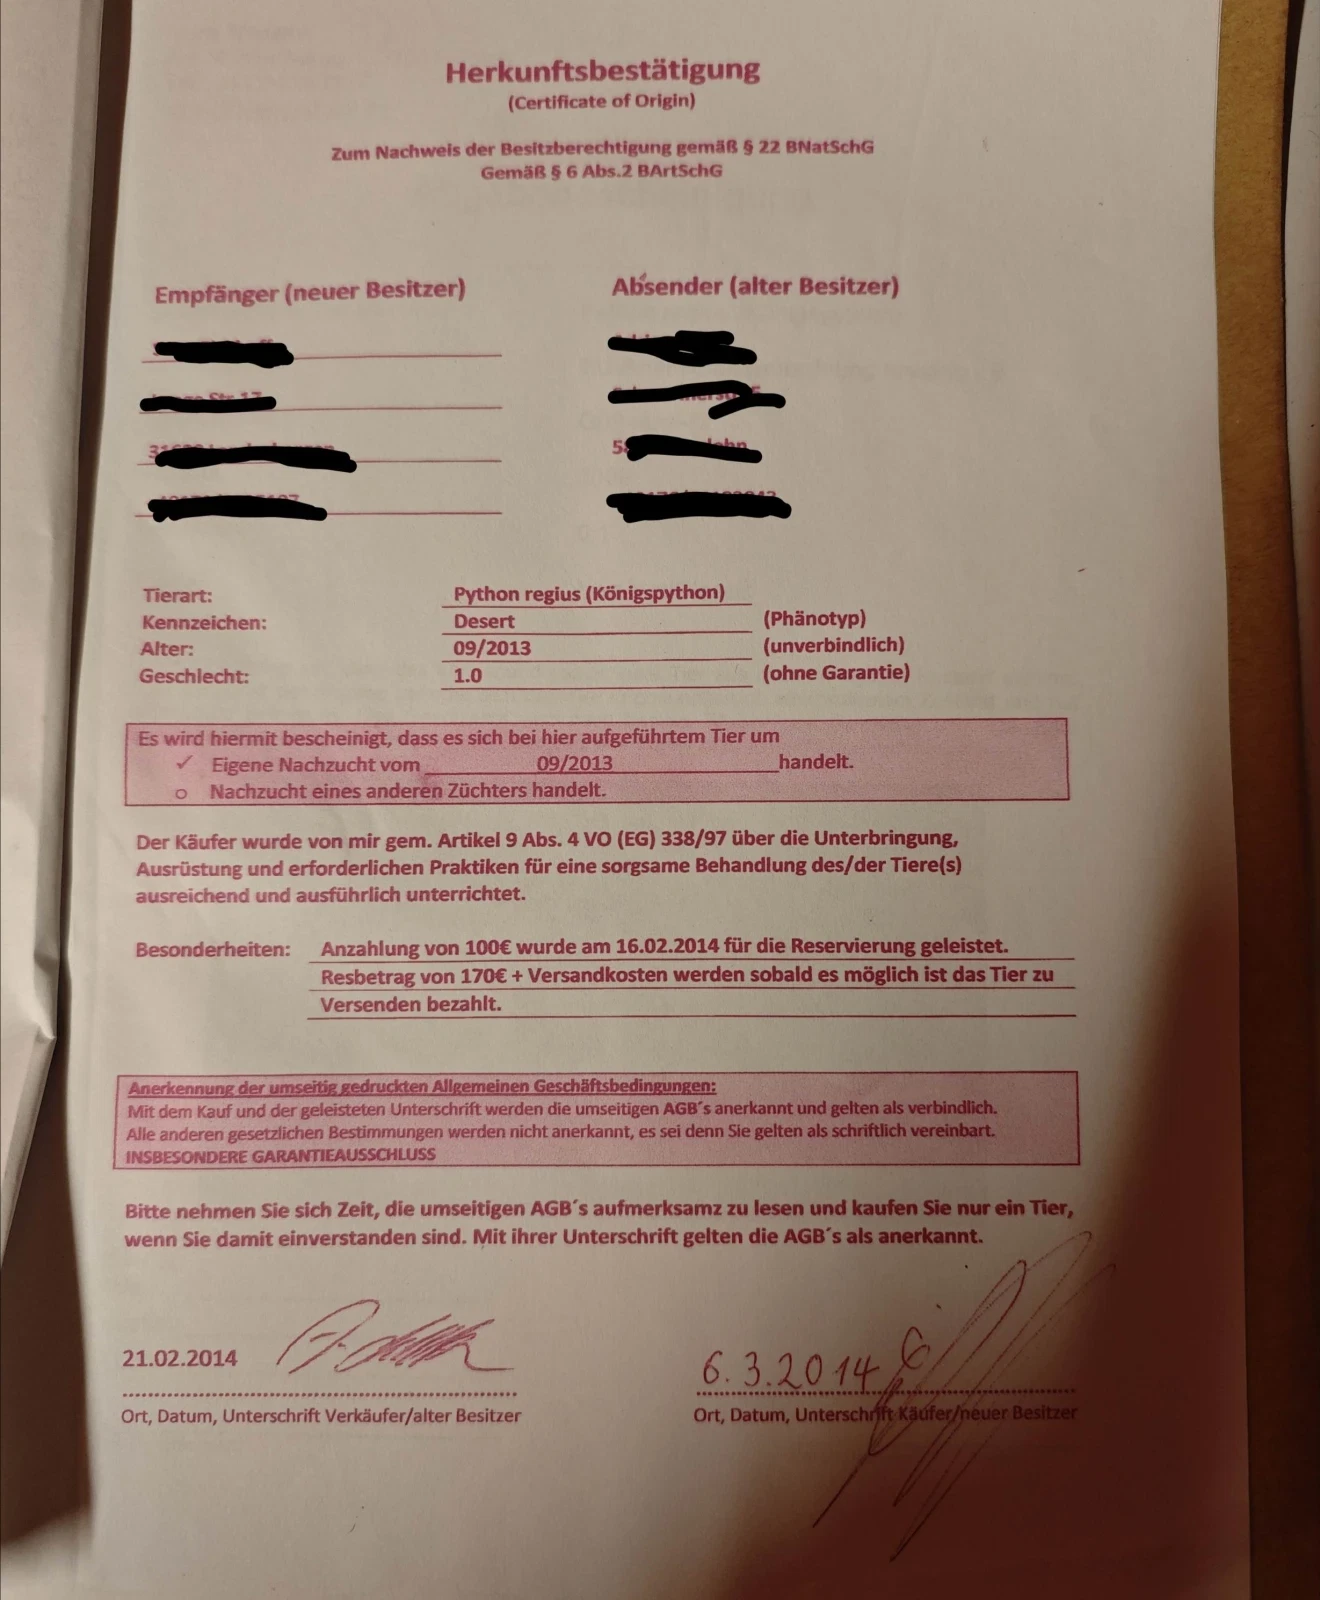 Herkunftsbestätigung
(Certificate of Origin)
Zum Nachweis der Besitzberechtigung gemäß § 22 BNatSchG
Gemäß § 6 Abs.2 BArtSchG
Empfänger (neuer Besitzer)
Absender (alter Besitzer)
Tierart: Python regius (Königspython)
Kennzeichen: Desert (Phänotyp)
Alter: 09/2013 (unverbindlich)
Geschlecht: 1.0 (ohne Garantie)
Es wird hiermit bescheinigt, dass es sich bei hier aufgeführtem Tier um
✓ Eigene Nachzucht vom 09/2013 handelt.
o Nachzucht eines anderen Züchters handelt.
Der Käufer wurde von mir gem. Artikel 9 Abs. 4 VO (EG) 338/97 über die Unterbringung,
Ausrüstung und erforderlichen Praktiken für eine sorgsame Behandlung des/der Tiere(s)
ausreichend und ausführlich unterrichtet.
Besonderheiten: Anzahlung von 100€ wurde am 16.02.2014 für die Reservierung geleistet.
Resbetrag von 170€ + Versandkosten werden sobald es möglich ist das Tier zu
Versenden bezahlt.
Anerkennung der umseitig gedruckten Allgemeinen Geschäftsbedingungen:
Mit dem Kauf und der geleisteten Unterschrift werden die umseitigen AGB´s anerkannt und gelten als verbindlich.
Alle anderen gesetzlichen Bestimmungen werden nicht anerkannt, es sei denn Sie gelten als schriftlich vereinbart.
INSBESONDERE GARANTIEAUSSCHLUSS
Bitte nehmen Sie sich Zeit, die umseitigen AGB´s aufmerksamz zu lesen und kaufen Sie nur ein Tier,
wenn Sie damit einverstanden sind. Mit ihrer Unterschrift gelten die AGB´s als anerkannt.
21.02.2014
6.3.2014
Ort, Datum, Unterschrift Verkäufer/alter Besitzer
Ort, Datum, Unterschrift Käufer/neuer Besitzer